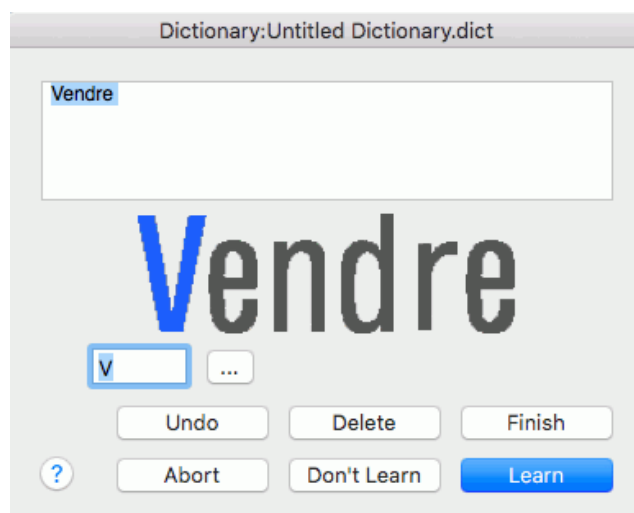 Dictionary:Untitled Dictionary.dict
Vendre
Vendre
V ...
Undo Delete Finish
? Abort Don't Learn Learn